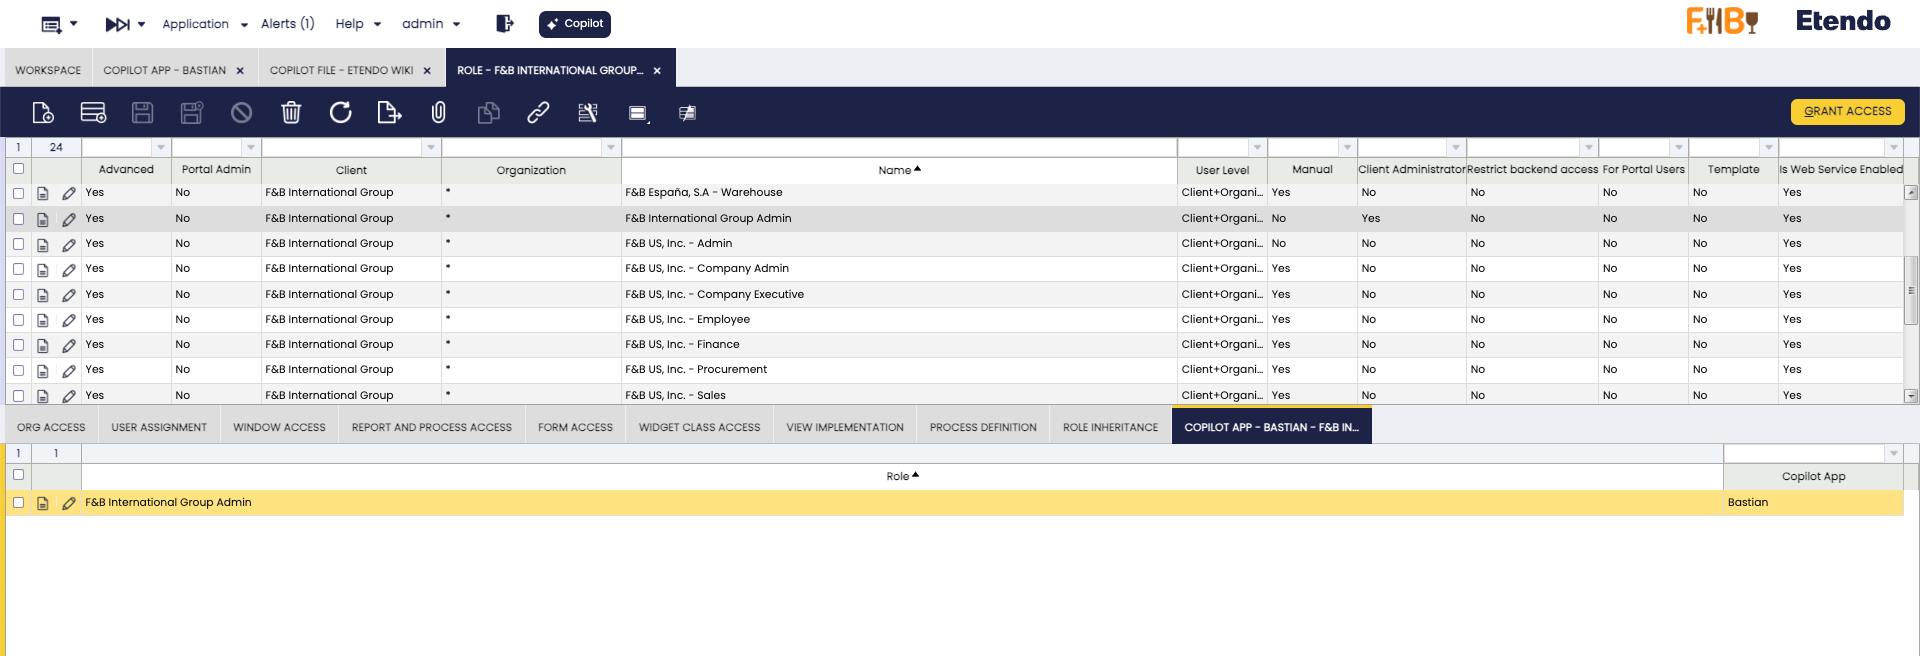 Application Alerts (1) Help admin Copilot F&B Etendo
WORKSPACE COPILOT APP - BASTIAN × COPILOT FILE - ETENDO WIKI × ROLE - F&B INTERNATIONAL GROUP... ×
GRANT ACCESS
1 24
Advanced Portal Admin Client Organization Name User Level Manual Client Administrator Restrict backend access For Portal Users Template Is Web Service Enabled
Yes No F&B International Group * F&B España, S.A - Warehouse Client+Organi... Yes No No No No Yes
Yes No F&B International Group * F&B International Group Admin Client+Organi... No Yes No No No Yes
Yes No F&B International Group * F&B US, Inc. - Admin Client+Organi... No No No No No Yes
Yes No F&B International Group * F&B US, Inc. - Company Admin Client+Organi... Yes No No No No Yes
Yes No F&B International Group * F&B US, Inc. - Company Executive Client+Organi... Yes No No No No Yes
Yes No F&B International Group * F&B US, Inc. - Employee Client+Organi... Yes No No No No Yes
Yes No F&B International Group * F&B US, Inc. - Finance Client+Organi... Yes No No No No Yes
Yes No F&B International Group * F&B US, Inc. - Procurement Client+Organi... Yes No No No No Yes
Yes No F&B International Group * F&B US, Inc. - Sales Client+Organi... Yes No No No No Yes
ORG ACCESS USER ASSIGNMENT WINDOW ACCESS REPORT AND PROCESS ACCESS FORM ACCESS WIDGET CLASS ACCESS VIEW IMPLEMENTATION PROCESS DEFINITION ROLE INHERITANCE COPILOT APP - BASTIAN - F&B IN...
1 1
Role Copilot App
F&B International Group Admin Bastian